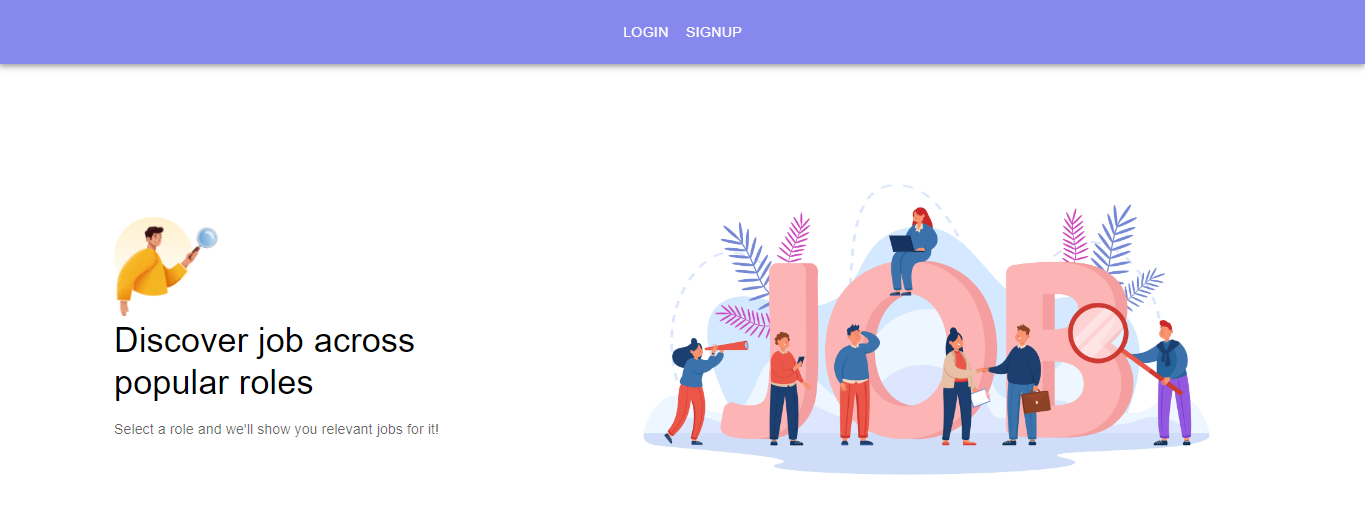 LOGIN SIGNUP
JOB
Discover job across
popular roles
Select a role and we'll show you relevant jobs for it!